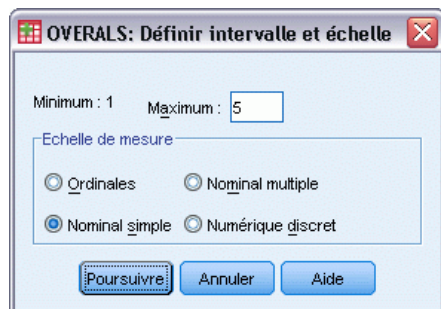 OVERALS: Définir intervalle et échelle
Minimum : 1 Maximum : 5
Echelle de mesure
Ordinales Nominal multiple
Nominal simple Numérique discret
Poursuivre Annuler Aide